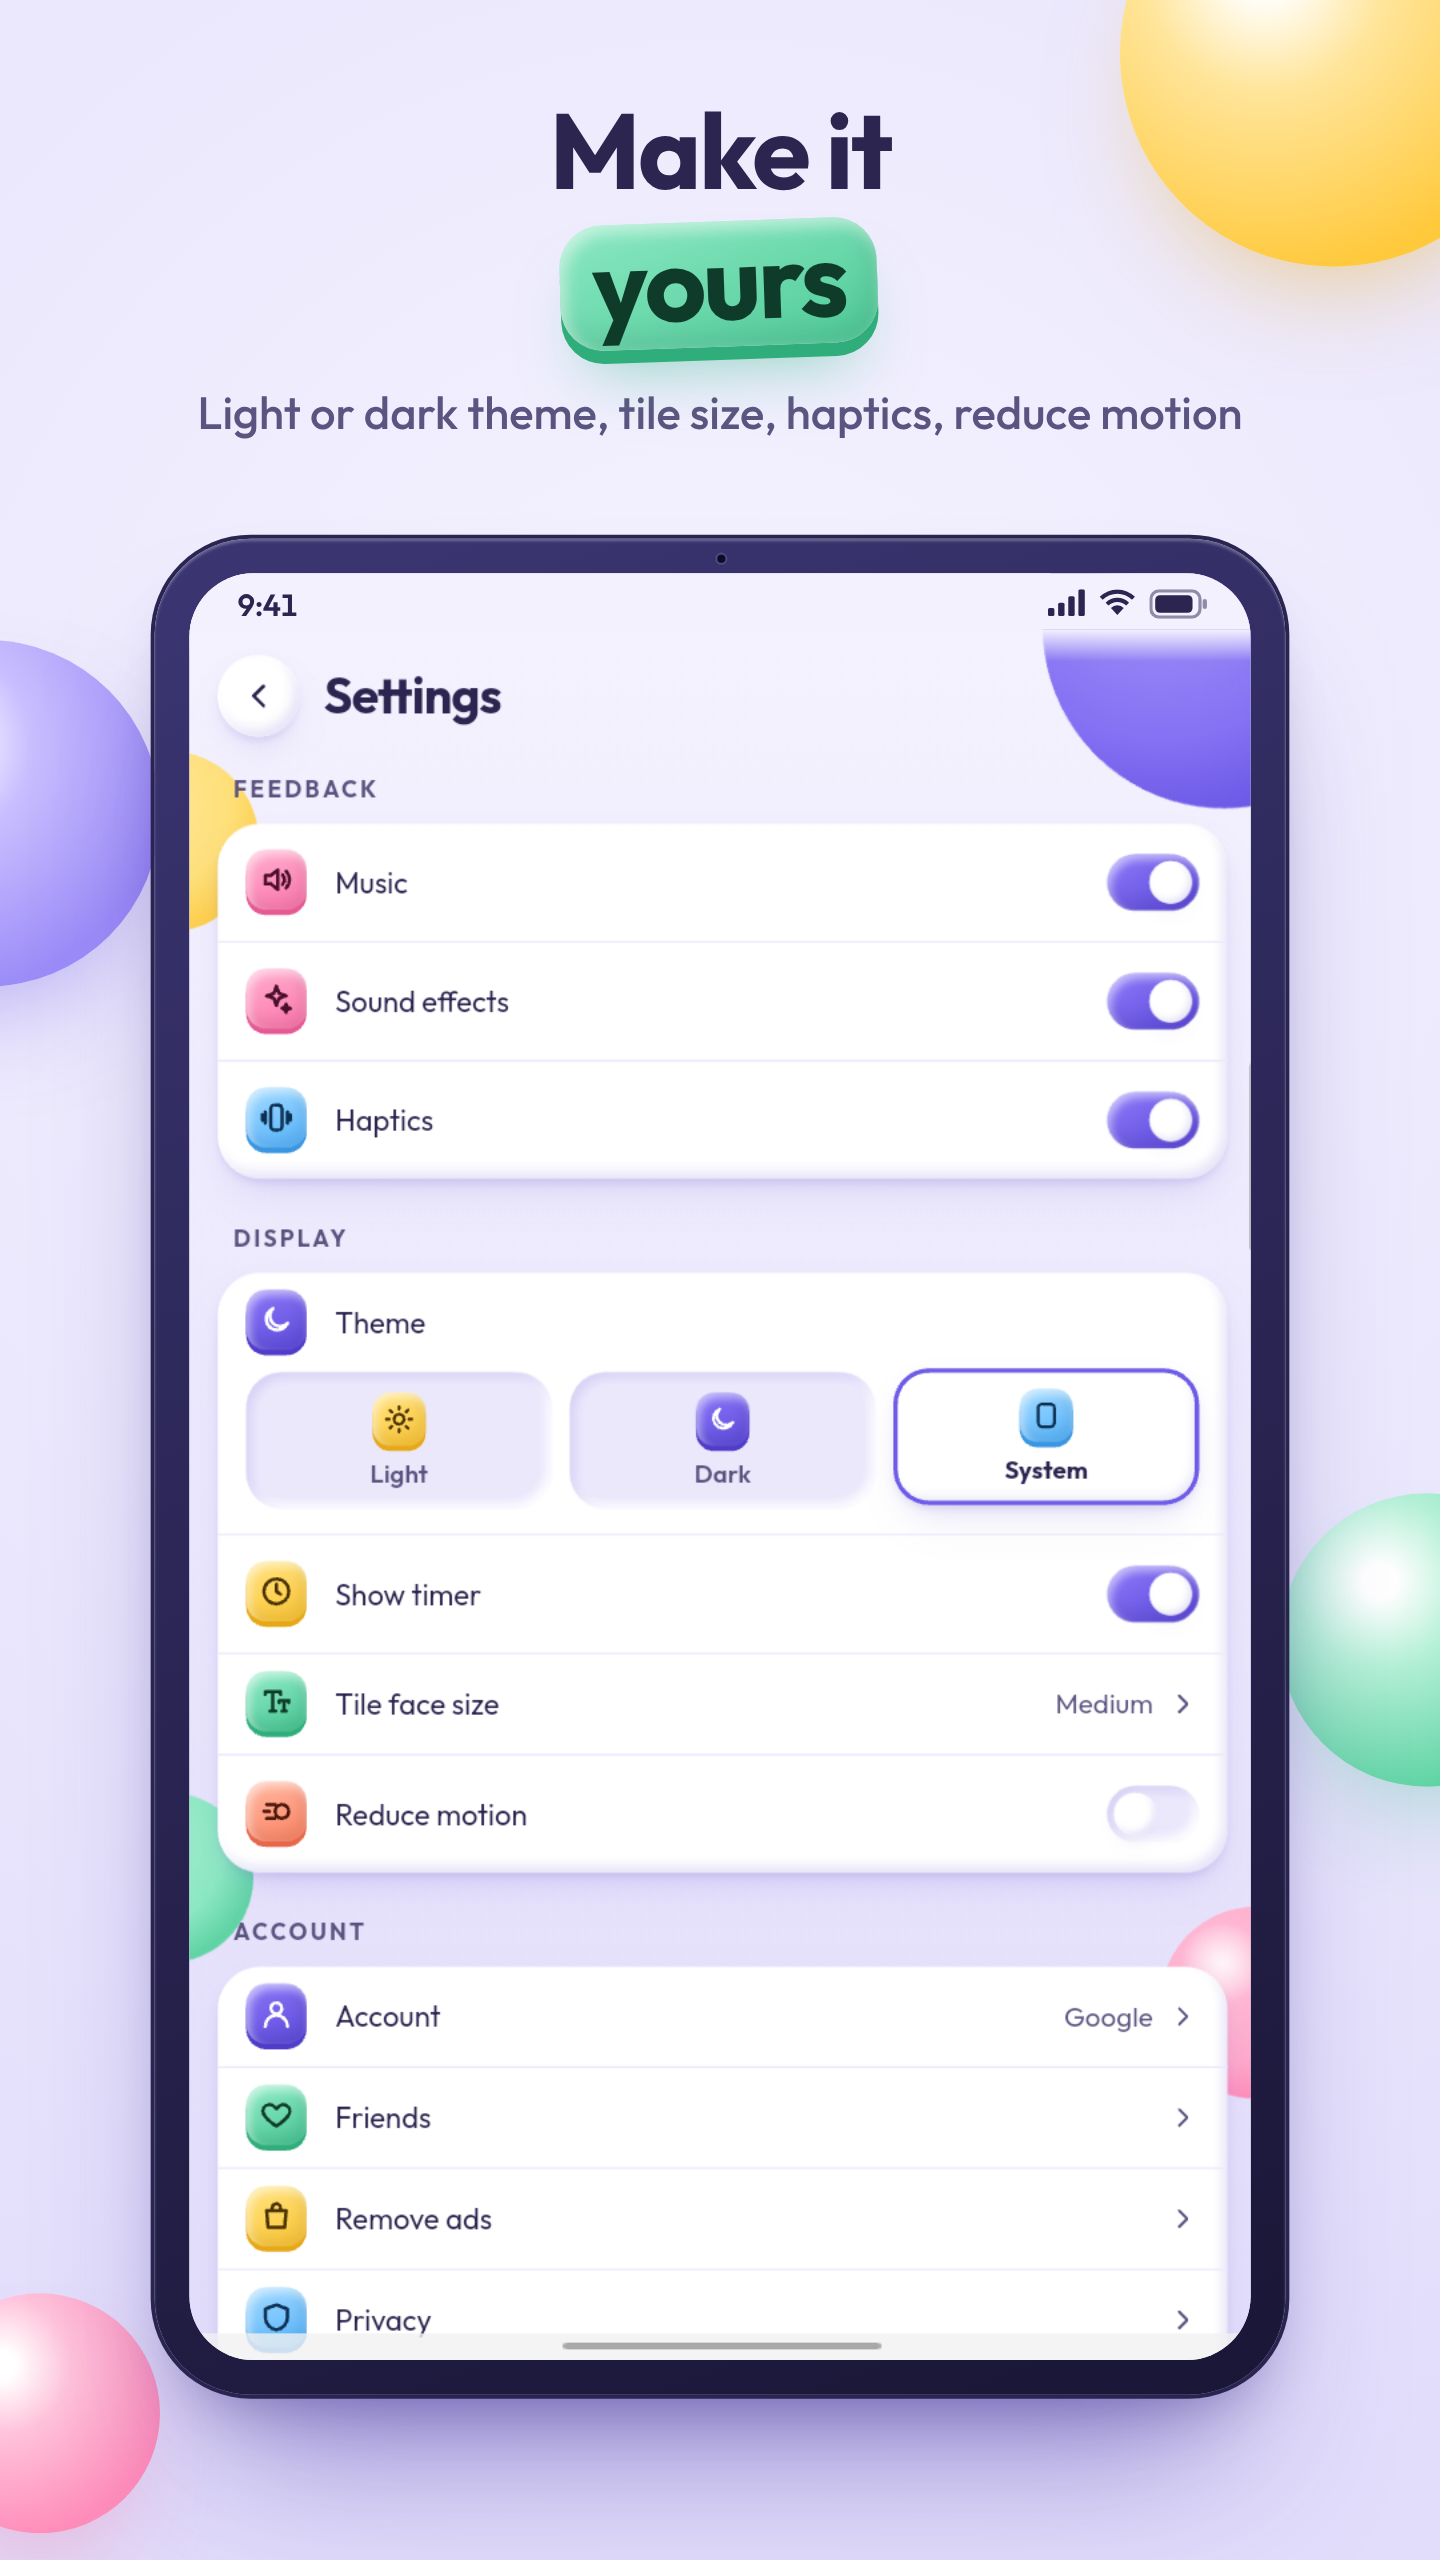 Make it
yours
Light or dark theme, tile size, haptics, reduce motion
9:41
Settings
FEEDBACK
Music
Sound effects
Haptics
DISPLAY
Theme
Light
Dark
System
Show timer
Tile face size
Medium
Reduce motion
ACCOUNT
Account
Google
Friends
Remove ads
Privacy